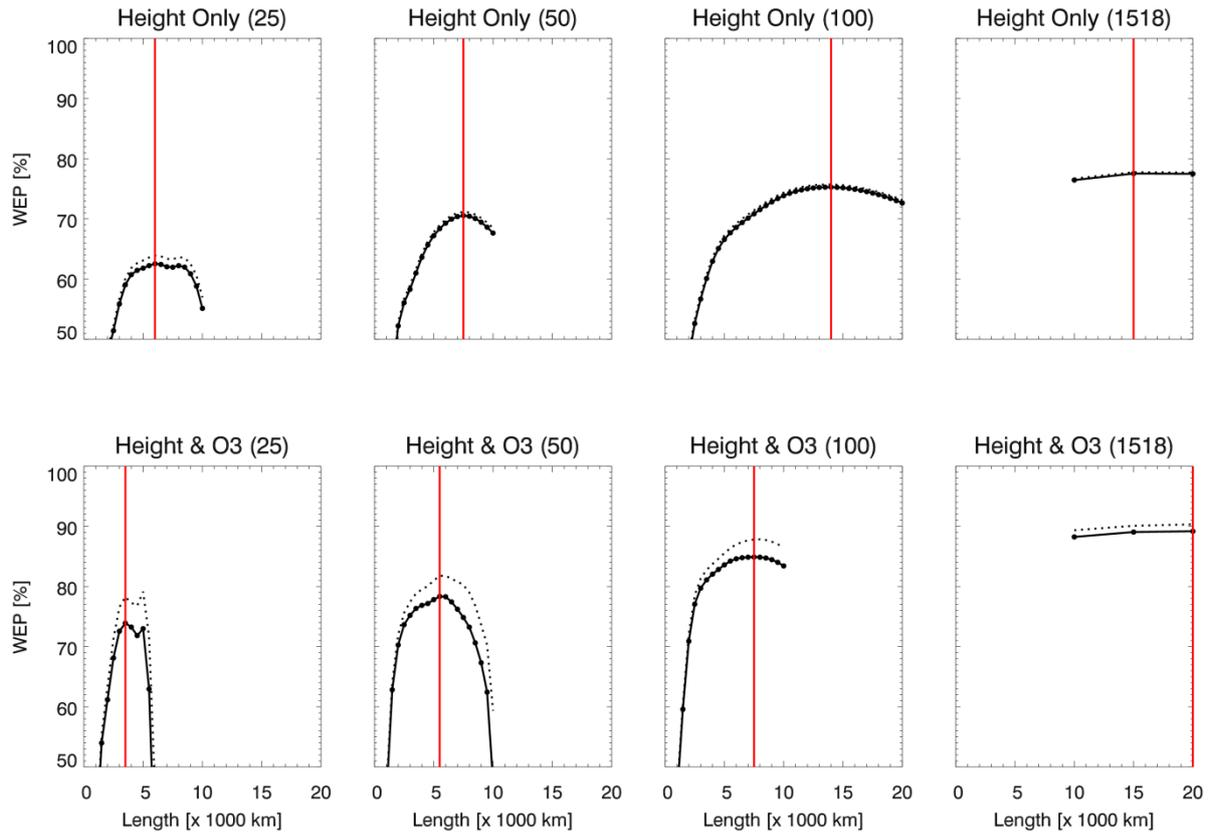 Height Only (25) Height Only (50) Height Only (100) Height Only (1518)
100
90
80
70
60
50
WEP [%]
Height & O3 (25) Height & O3 (50) Height & O3 (100) Height & O3 (1518)
100
90
80
70
60
50
WEP [%]
0 5 10 15 20 0 5 10 15 20 0 5 10 15 20 0 5 10 15 20
Length [x 1000 km] Length [x 1000 km] Length [x 1000 km] Length [x 1000 km]